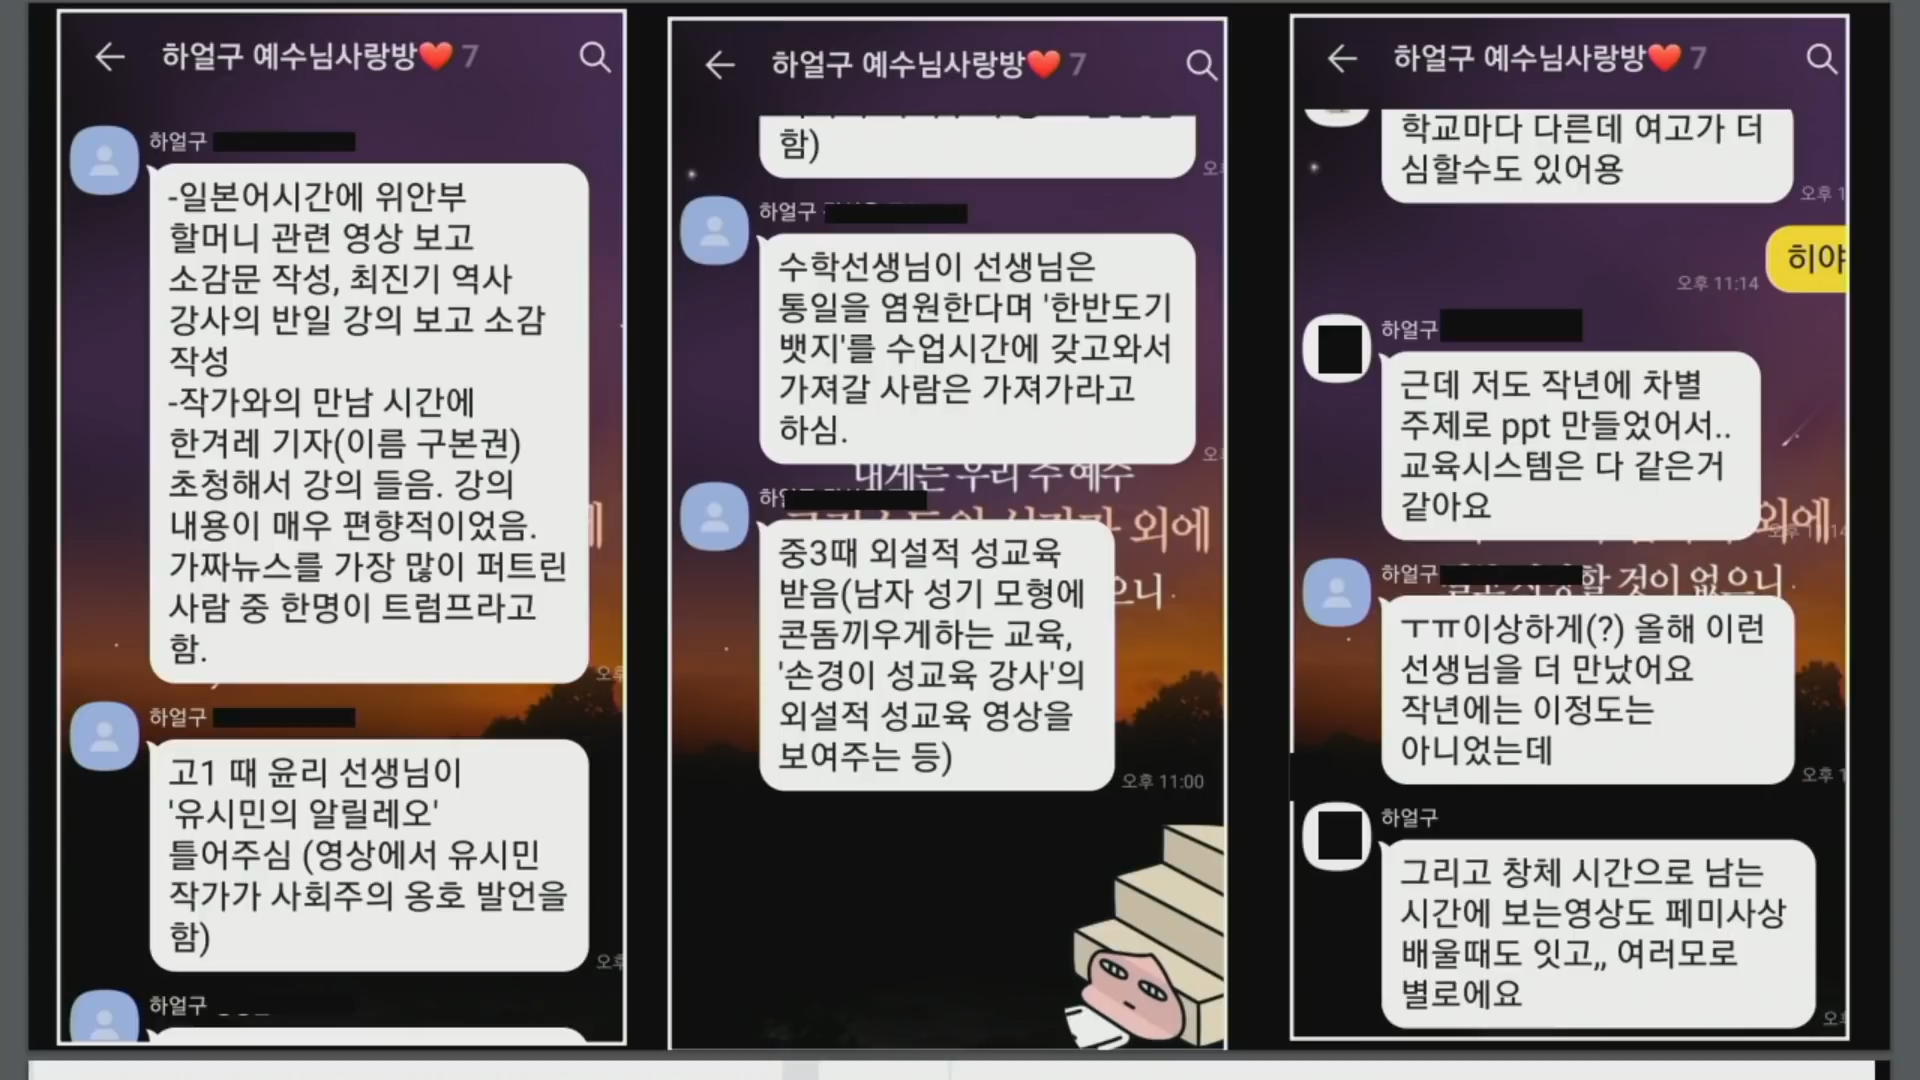 하얼구 예수님사랑방❤️ 7
하얼구
-일본어시간에 위안부
할머니 관련 영상 보고
소감문 작성, 최진기 역사
강사의 반일 강의 보고 소감
작성
-작가와의 만남 시간에
한겨레 기자(이름 구본권)
초청해서 강의 들음. 강의
내용이 매우 편향적이었음.
가짜뉴스를 가장 많이 퍼트린
사람 중 한명이 트럼프라고
함.
하얼구
고1 때 윤리 선생님이
'유시민의 알릴레오'
틀어주심 (영상에서 유시민
작가가 사회주의 옹호 발언을
함)
하얼구
하얼구 예수님사랑방❤️ 7
함)
하얼구
수학선생님이 선생님은
통일을 염원한다며 '한반도기
뱃지'를 수업시간에 갖고와서
가져갈 사람은 가져가라고
하심.
내게는 우리 주 예수
외에
으니.
중3때 외설적 성교육
받음(남자 성기 모형에
콘돔끼우게하는 교육,
'손경이 성교육 강사'의
외설적 성교육 영상을
보여주는 등)
오후 11:00
하얼구 예수님사랑방❤️ 7
학교마다 다른데 여고가 더
심할수도 있어용
히야
오후 11:14
하얼구
근데 저도 작년에 차별
주제로 ppt 만들었어서..
교육시스템은 다 같은거
같아요
외에
하얼구
할 것이 없으니.
ㅜㅠ이상하게(?) 올해 이런
선생님을 더 만났어요
작년에는 이정도는
아니었는데
하얼구
그리고 창체 시간으로 남는
시간에 보는영상도 페미사상
배울때도 잇고,, 여러모로
별로에요